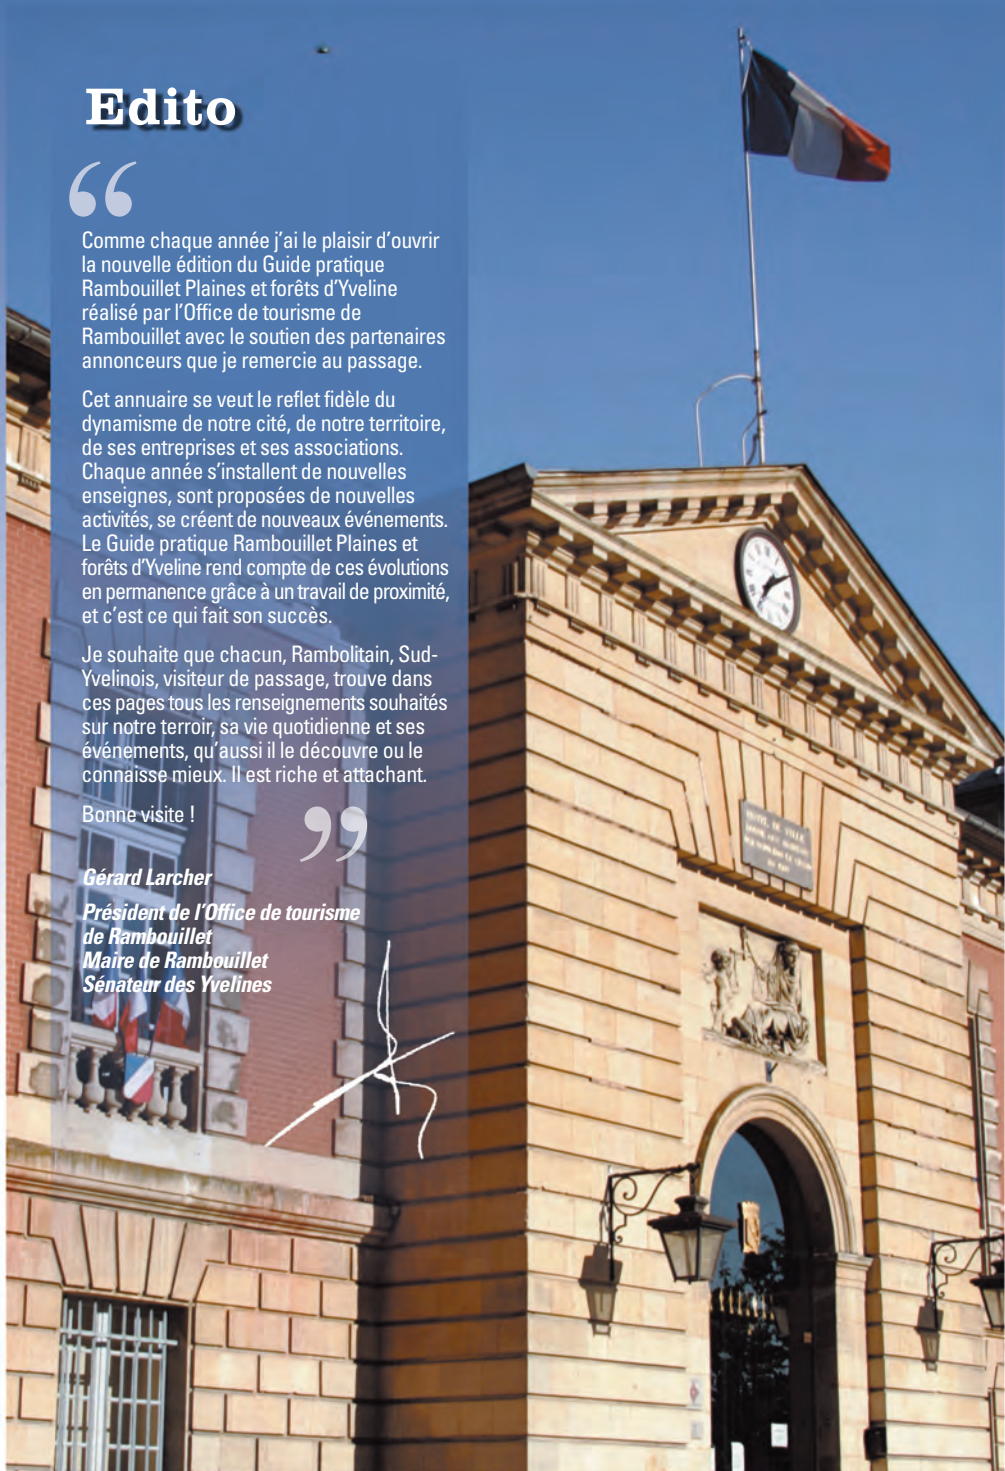 Edito
“
Comme chaque année j’ai le plaisir d’ouvrir
la nouvelle édition du Guide pratique
Rambouillet Plaines et forêts d’Yveline
réalisé par l’Office de tourisme de
Rambouillet avec le soutien des partenaires
annonceurs que je remercie au passage.
Cet annuaire se veut le reflet fidèle du
dynamisme de notre cité, de notre territoire,
de ses entreprises et ses associations.
Chaque année s’installent de nouvelles
enseignes, sont proposées de nouvelles
activités, se créent de nouveaux événements.
Le Guide pratique Rambouillet Plaines et
forêts d’Yveline rend compte de ces évolutions
en permanence grâce à un travail de proximité,
et c’est ce qui fait son succès.
Je souhaite que chacun, Rambolitain, Sud-
Yvelinois, visiteur de passage, trouve dans
ces pages tous les renseignements souhaités
sur notre terroir, sa vie quotidienne et ses
événements, qu’aussi il le découvre ou le
connaisse mieux. Il est riche et attachant.
Bonne visite !
”
Gérard Larcher
Président de l’Office de tourisme
de Rambouillet
Maire de Rambouillet
Sénateur des Yvelines
HOTEL DE VILLE